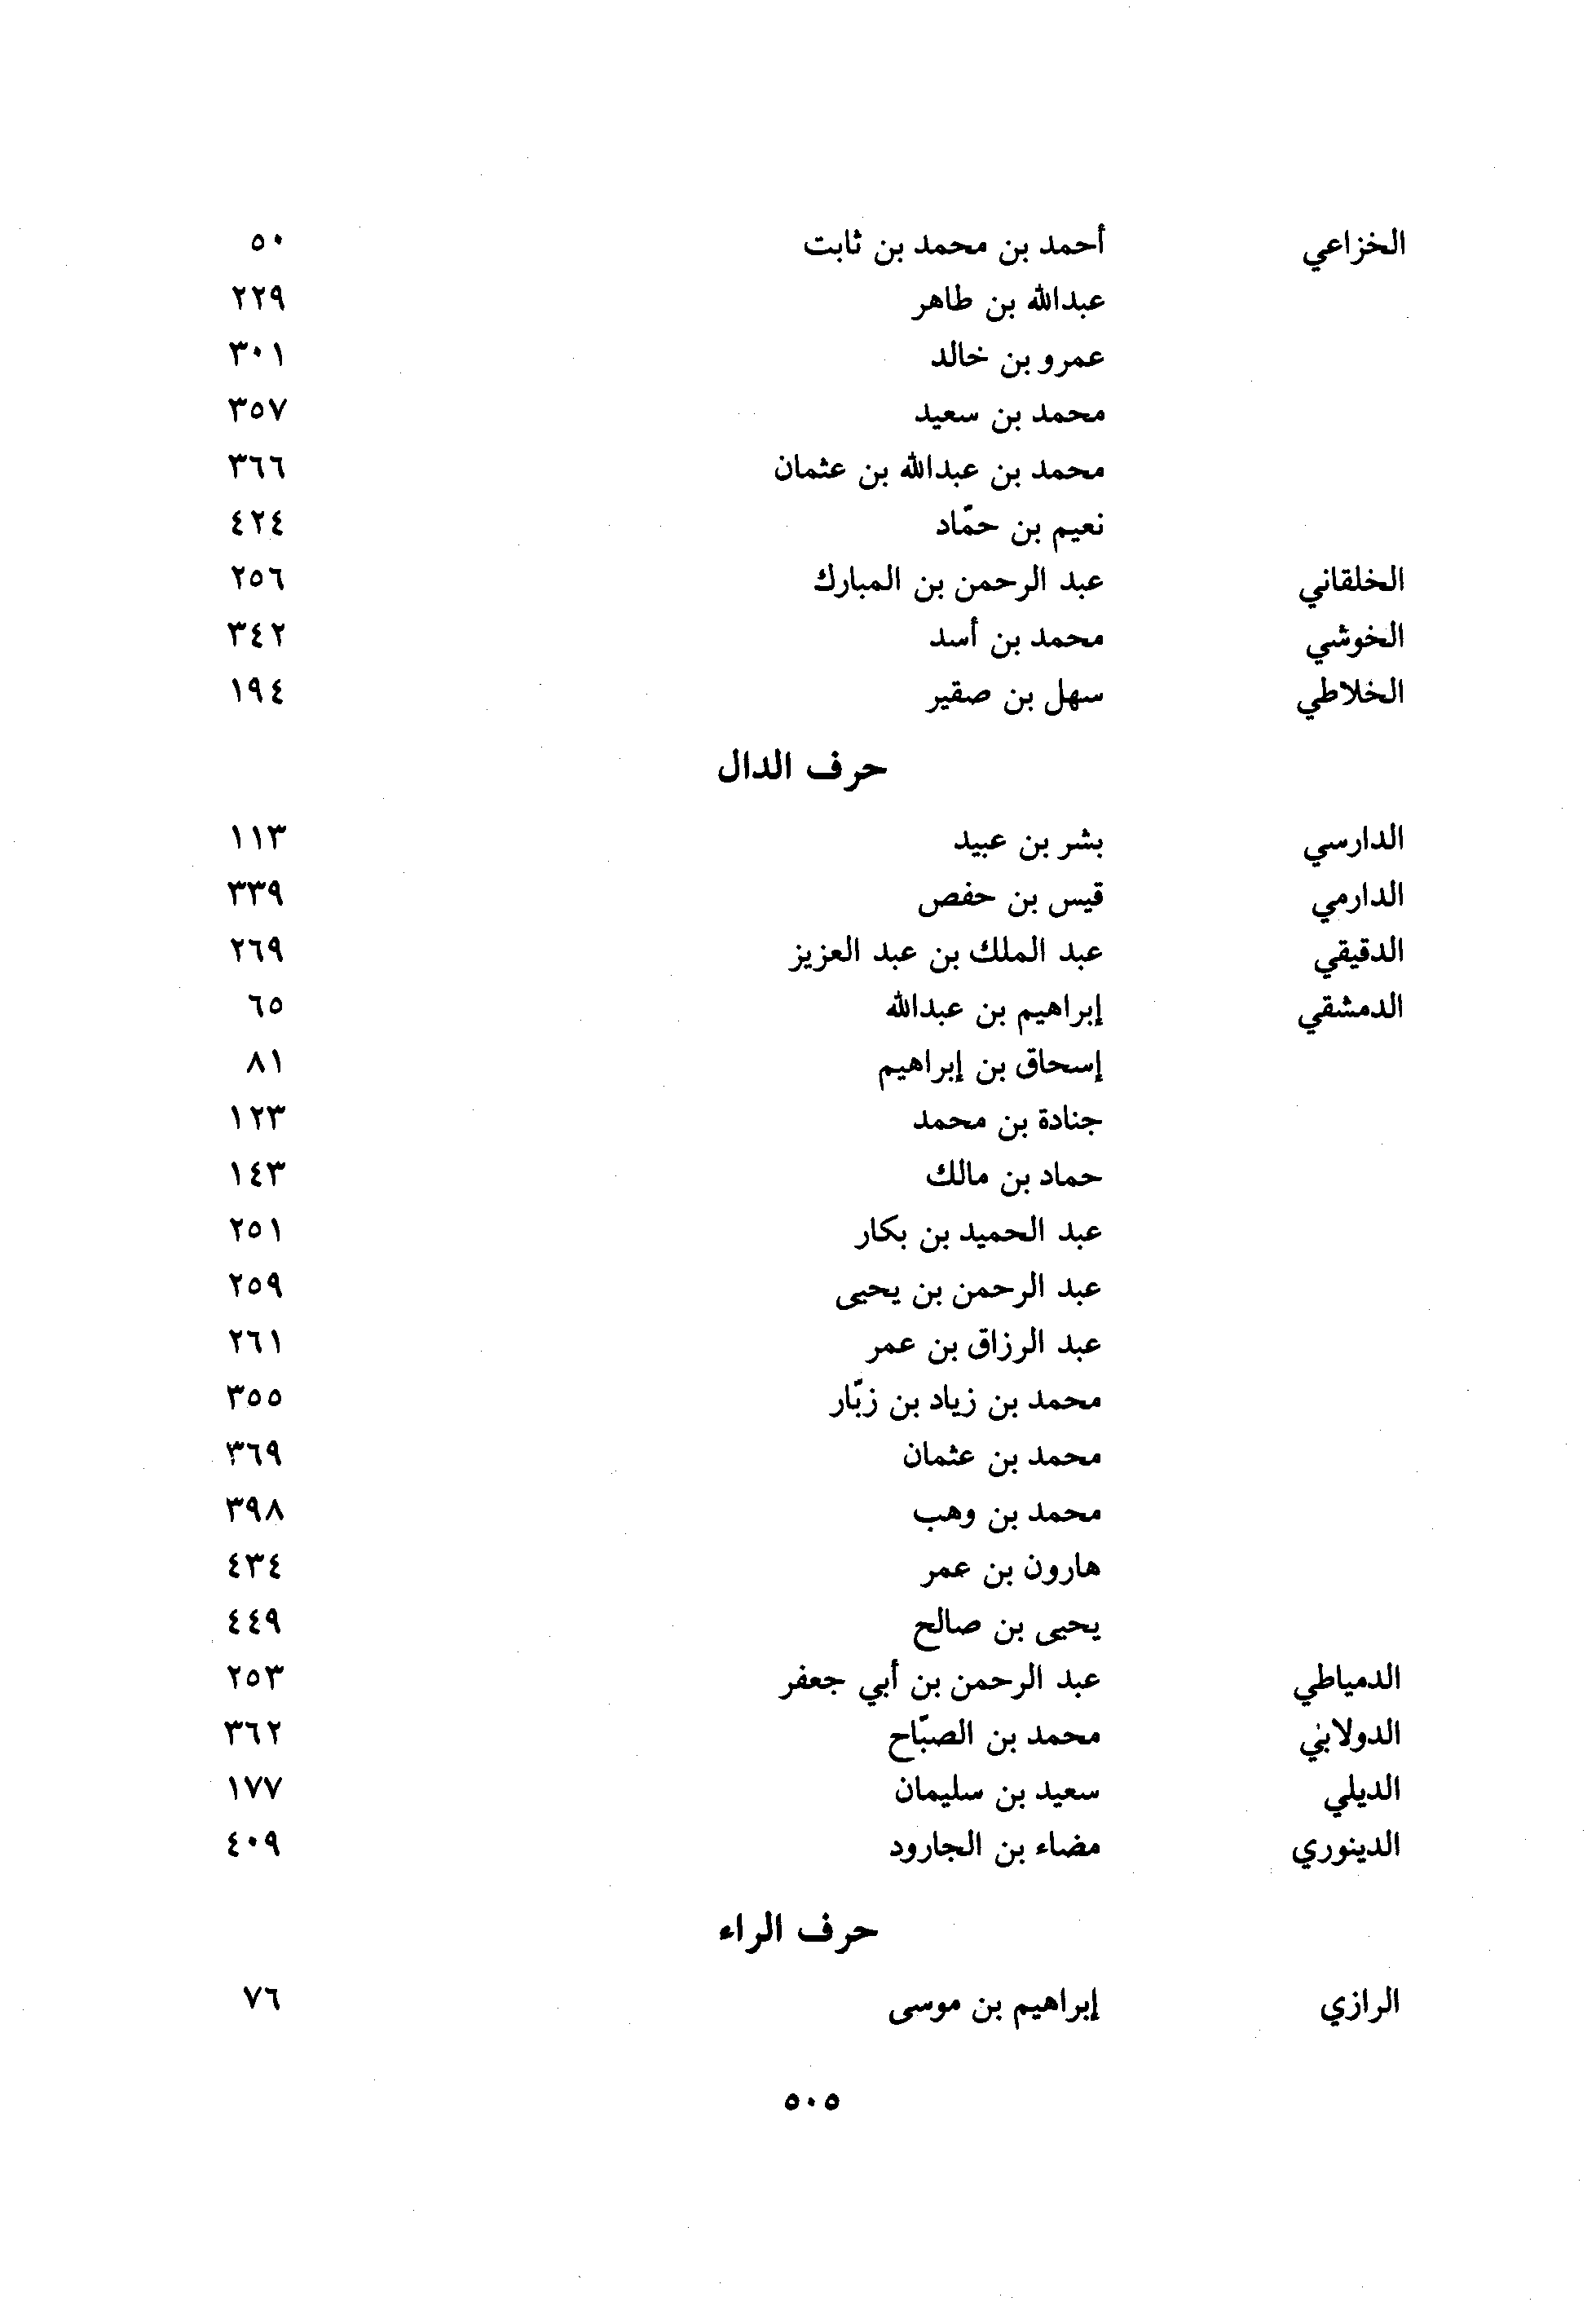 الخزاعي أحمد بن محمد بن ثابت ٥٠
عبدالله بن طاهر ٢٢٩
عمرو بن خالد ٣٠١
محمد بن سعيد ٣٥٧
محمد بن عبدالله بن عثمان ٣٦٦
نعيم بن حمّاد ٤٢٤
الخلقاني عبد الرحمن بن المبارك ٢٥٦
الخوشي محمد بن أسد ٣٤٢
الخلاطي سهل بن صقير ١٩٤
حرف الدال
الدارسي بشر بن عبيد ١١٣
الدارمي قيس بن حفص ٣٣٩
الدقيقي عبد الملك بن عبد العزيز ٢٦٩
الدمشقي إبراهيم بن عبدالله ٦٥
إسحاق بن إبراهيم ٨١
جنادة بن محمد ١٢٣
حماد بن مالك ١٤٣
عبد الحميد بن بكار ٢٥١
عبد الرحمن بن يحيى ٢٥٩
عبد الرزاق بن عمر ٢٦١
محمد بن زياد بن زبّار ٣٥٥
محمد بن عثمان ٣٦٩
محمد بن وهب ٣٩٨
هارون بن عمر ٤٣٤
يحيى بن صالح ٤٤٩
الدمياطي عبد الرحمن بن أبي جعفر ٢٥٣
الدولابي محمد بن الصبّاح ٣٦٢
الديلي سعيد بن سليمان ١٧٧
الدينوري مضاء بن الجارود ٤٠٩
حرف الراء
الرازي إبراهيم بن موسى ٧٦
٥٠٥